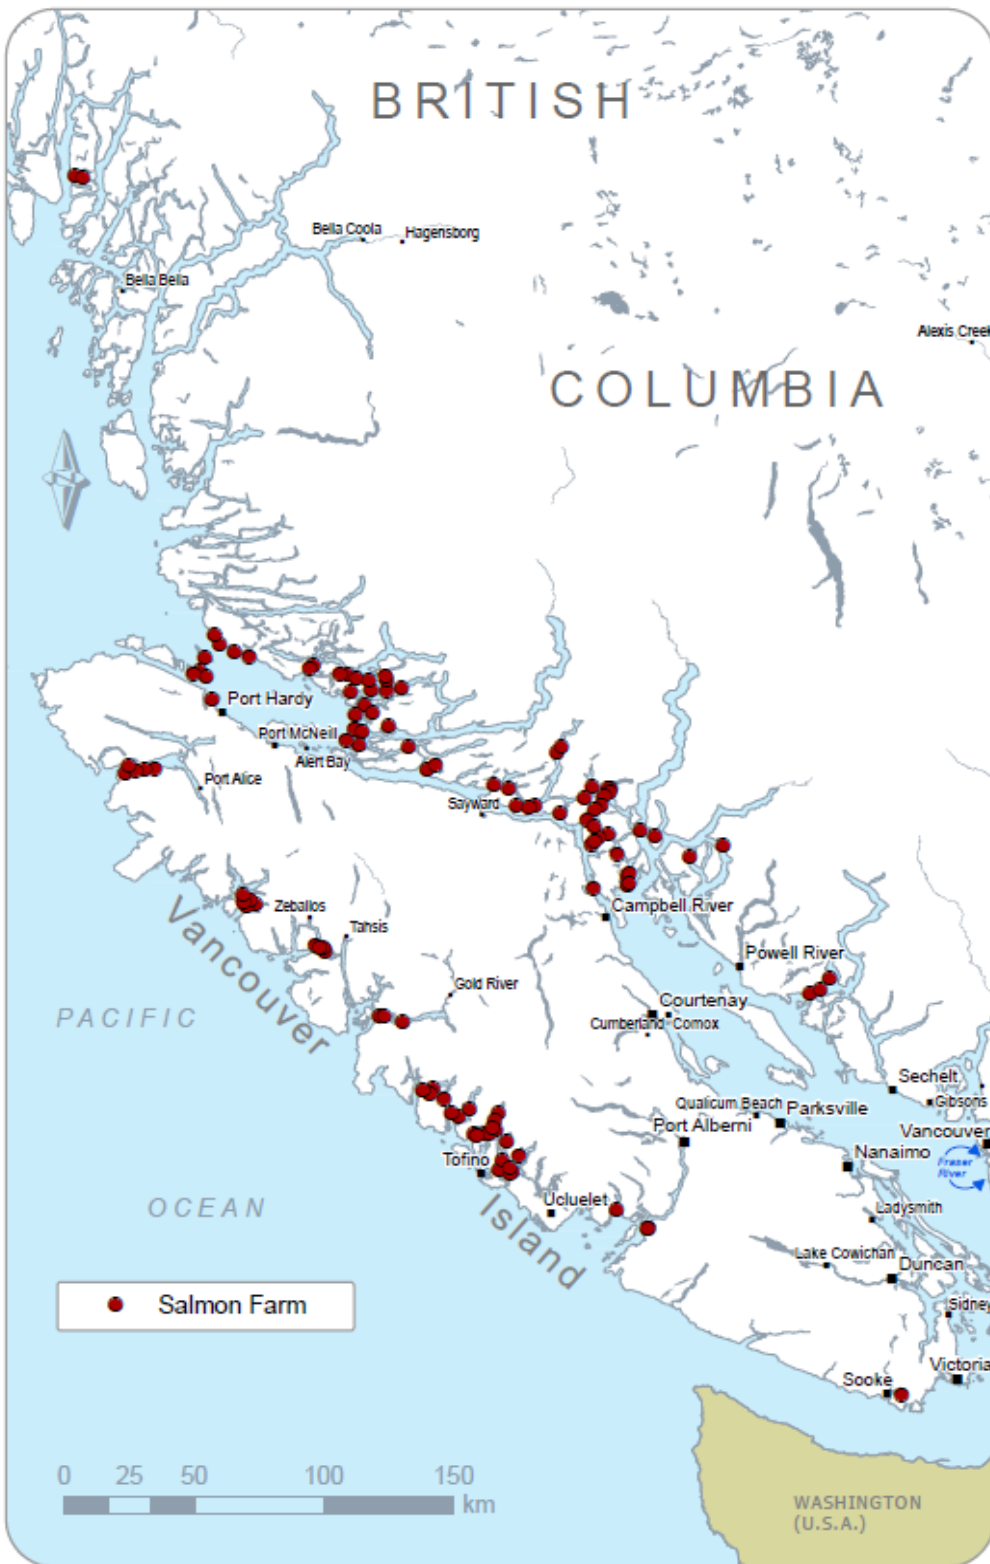 BRITISH
Bella Coola
Hagensborg
Bella Bella
Alexis Creek
COLUMBIA
Port Hardy
Port McNeill
Alert Bay
Port Alice
Sayward
Campbell River
Zeballos
Tahsis
Vancouver
Powell River
Gold River
PACIFIC
Courtenay
Cumberland
Comox
Sechelt
Gibsons
Qualicum Beach
Parksville
Port Alberni
Vancouver
Nanaimo
Fraser
River
Tofino
Ucluelet
OCEAN
Island
Ladysmith
Lake Cowichan
Duncan
Salmon Farm
Sidney
Victoria
Sooke
0 25 50 100 150
km
WASHINGTON
(U.S.A.)